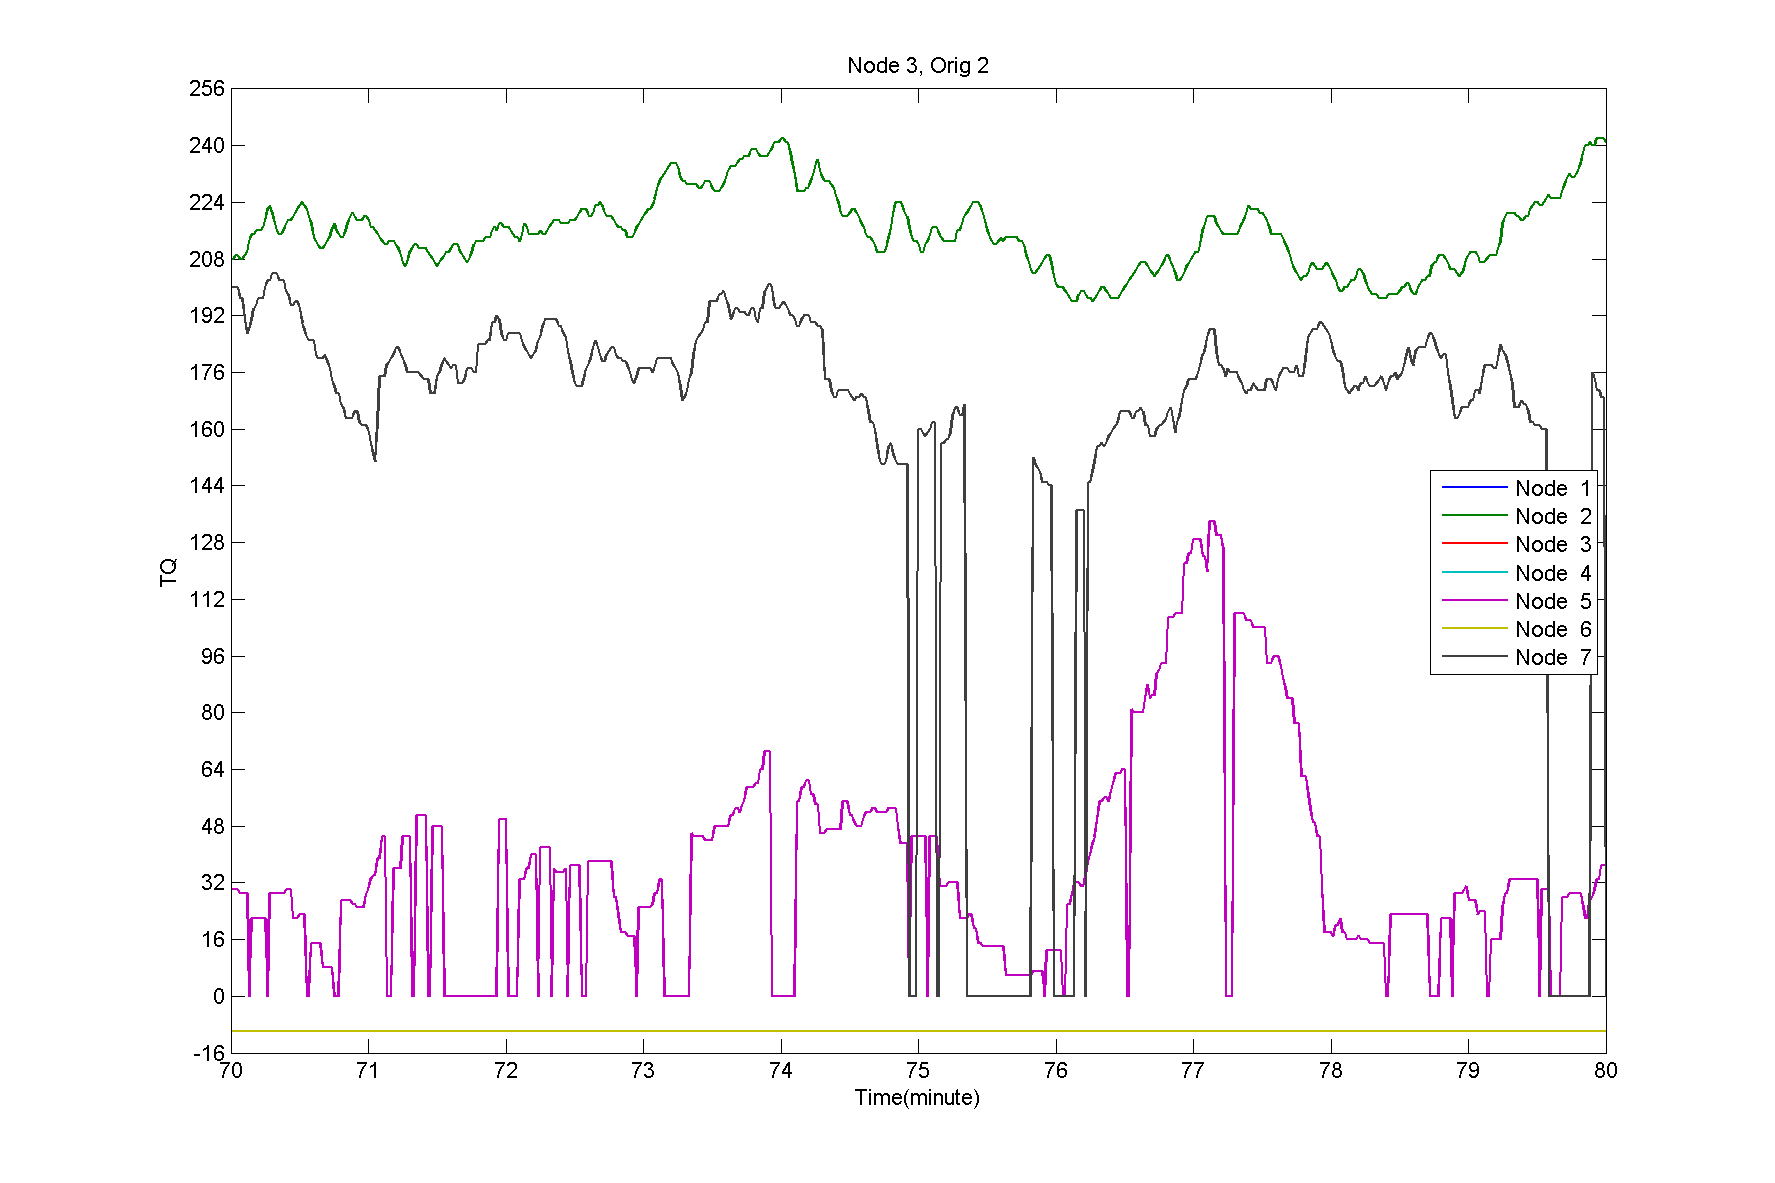 Node 3, Orig 2
256
240
224
208
192
176
160
144
128
112
96
80
64
48
32
16
0
-16
TQ
Node 1
Node 2
Node 3
Node 4
Node 5
Node 6
Node 7
70 71 72 73 74 75 76 77 78 79 80
Time(minute)